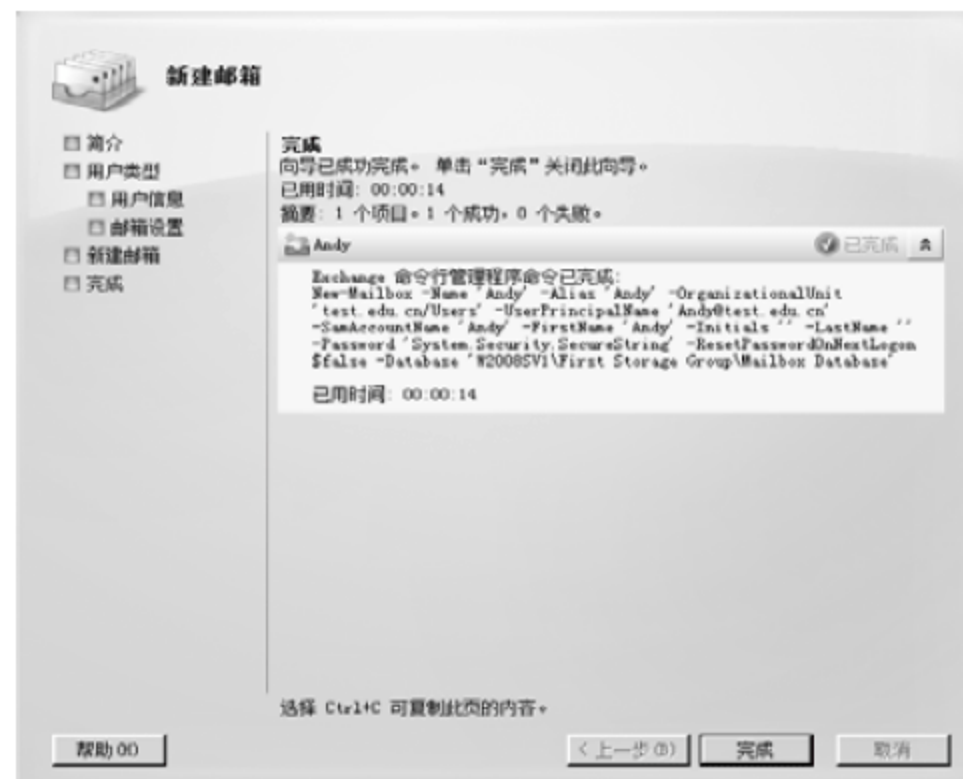 新建邮箱
简介
用户类型
用户信息
邮箱设置
新建邮箱
完成
完成
向导已成功完成。 单击“完成”关闭此向导。
已用时间: 00:00:14
摘要: 1 个项目。1 个成功，0 个失败。
Andy
已完成
Exchange 命令行管理程序命令已完成:
New-Mailbox -Name 'Andy' -Alias 'Andy' -OrganizationalUnit
'test.edu.cn/Users' -UserPrincipalName 'Andy@test.edu.cn'
-SamAccountName 'Andy' -FirstName 'Andy' -Initials '' -LastName ''
-Password 'System.Security.SecureString' -ResetPasswordOnNextLogon
$false -Database 'W2008SV1\First Storage Group\Mailbox Database'
已用时间: 00:00:14
选择 Ctrl+C 可复制此页的内容。
帮助(H)
< 上一步(B)
完成
取消